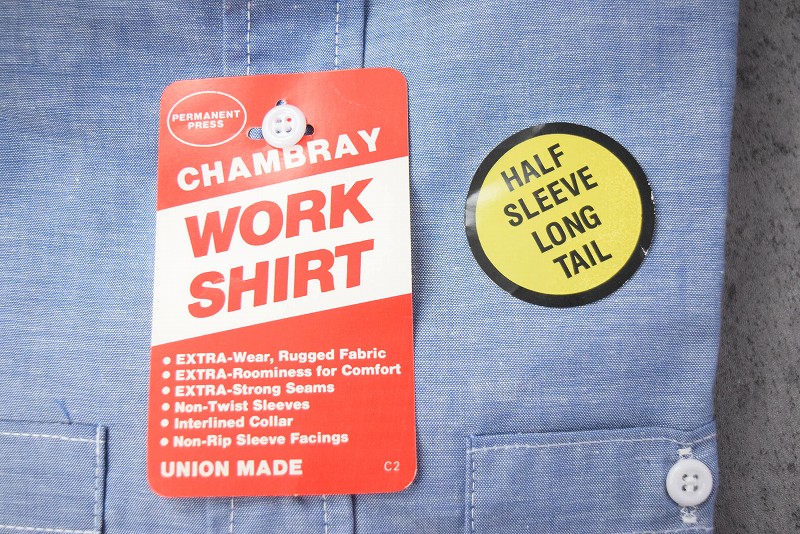 PERMANENT
PRESS
CHAMBRAY
WORK
SHIRT
• EXTRA-Wear, Rugged Fabric
• EXTRA-Roominess for Comfort
• EXTRA-Strong Seams
• Non-Twist Sleeves
• Interlined Collar
• Non-Rip Sleeve Facings
UNION MADE
C2
HALF
SLEEVE
LONG
TAIL